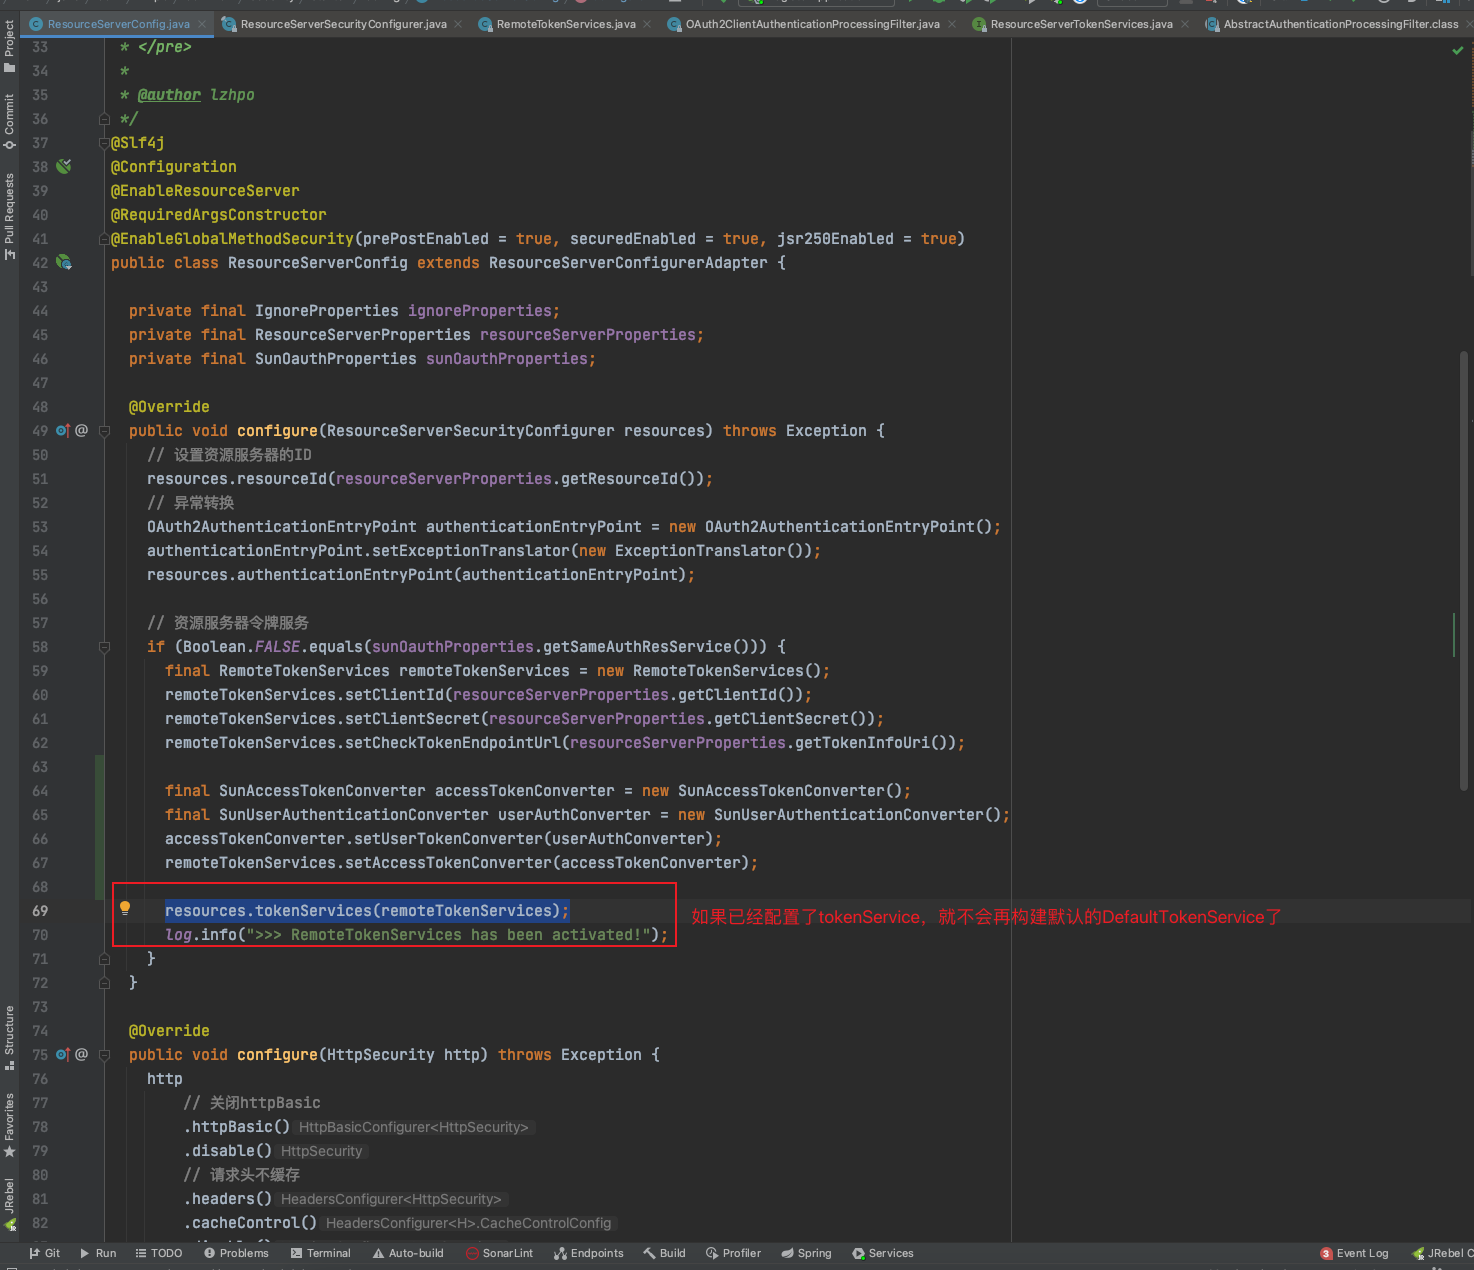 ResourceServerConfig.java
ResourceServerSecurityConfigurer.java
RemoteTokenServices.java
OAuth2ClientAuthenticationProcessingFilter.java
ResourceServerTokenServices.java
AbstractAuthenticationProcessingFilter.class
Project
Commit
Pull Requests
33 * </pre>
34 *
35 * @author lzhpo
36 */
37 @Slf4j
38 @Configuration
39 @EnableResourceServer
40 @RequiredArgsConstructor
41 @EnableGlobalMethodSecurity(prePostEnabled = true, securedEnabled = true, jsr250Enabled = true)
42 public class ResourceServerConfig extends ResourceServerConfigurerAdapter {
43
44 private final IgnoreProperties ignoreProperties;
45 private final ResourceServerProperties resourceServerProperties;
46 private final SunOauthProperties sunOauthProperties;
47
48 @Override
49 @ public void configure(ResourceServerSecurityConfigurer resources) throws Exception {
50 // 设置资源服务器的ID
51 resources.resourceId(resourceServerProperties.getResourceId());
52 // 异常转换
53 OAuth2AuthenticationEntryPoint authenticationEntryPoint = new OAuth2AuthenticationEntryPoint();
54 authenticationEntryPoint.setExceptionTranslator(new ExceptionTranslator());
55 resources.authenticationEntryPoint(authenticationEntryPoint);
56
57 // 资源服务器令牌服务
58 if (Boolean.FALSE.equals(sunOauthProperties.getSameAuthResService())) {
59 final RemoteTokenServices remoteTokenServices = new RemoteTokenServices();
60 remoteTokenServices.setClientId(resourceServerProperties.getClientId());
61 remoteTokenServices.setClientSecret(resourceServerProperties.getClientSecret());
62 remoteTokenServices.setCheckTokenEndpointUrl(resourceServerProperties.getTokenInfoUri());
63
64 final SunAccessTokenConverter accessTokenConverter = new SunAccessTokenConverter();
65 final SunUserAuthenticationConverter userAuthConverter = new SunUserAuthenticationConverter();
66 accessTokenConverter.setUserTokenConverter(userAuthConverter);
67 remoteTokenServices.setAccessTokenConverter(accessTokenConverter);
68
69 resources.tokenServices(remoteTokenServices);
如果已经配置了tokenService，就不会再构建默认的DefaultTokenService了
70 log.info(">>> RemoteTokenServices has been activated!");
71 }
72 }
73
74 @Override
75 @ public void configure(HttpSecurity http) throws Exception {
76 http
77 // 关闭httpBasic
78 .httpBasic() HttpBasicConfigurer<HttpSecurity>
79 .disable() HttpSecurity
80 // 请求头不缓存
81 .headers() HeadersConfigurer<HttpSecurity>
82 .cacheControl() HeadersConfigurer<H>.CacheControlConfig
Structure
Favorites
JRebel
Git
Run
TODO
Problems
Terminal
Auto-build
SonarLint
Endpoints
Build
Profiler
Spring
Services
3 Event Log
JRebel C